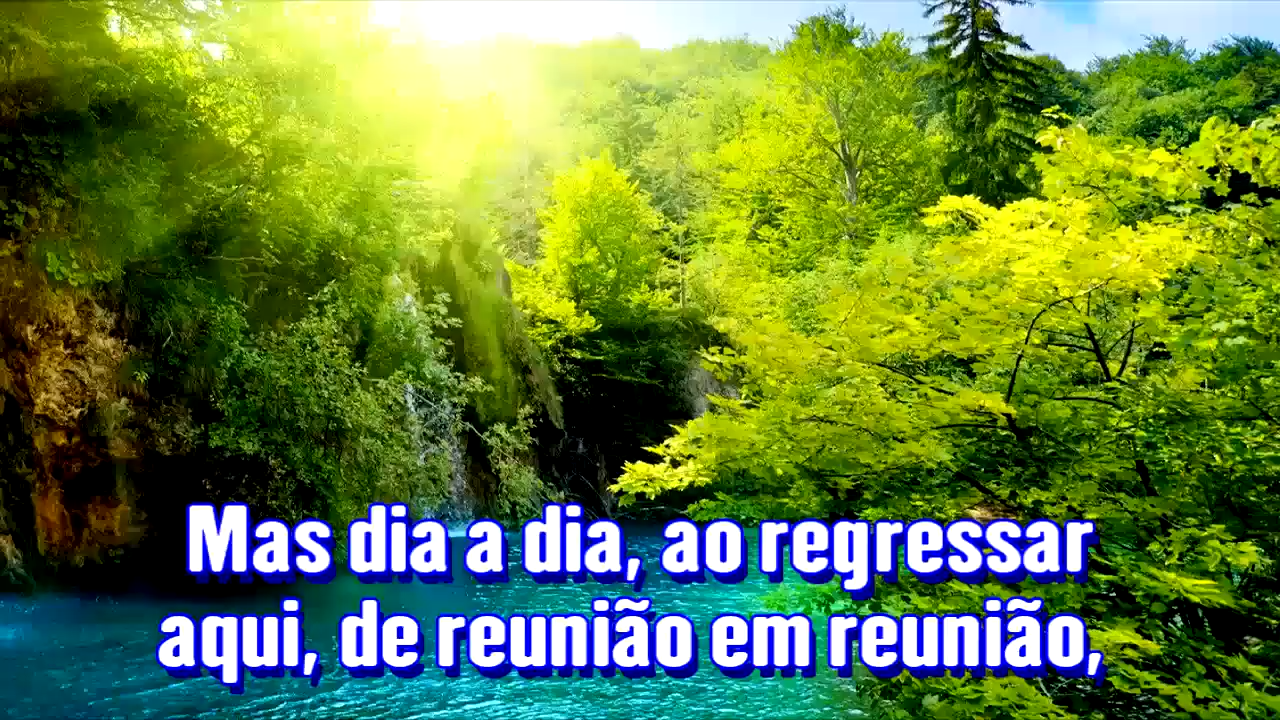 Mas dia a dia, ao regressar
aqui, de reunião em reunião,